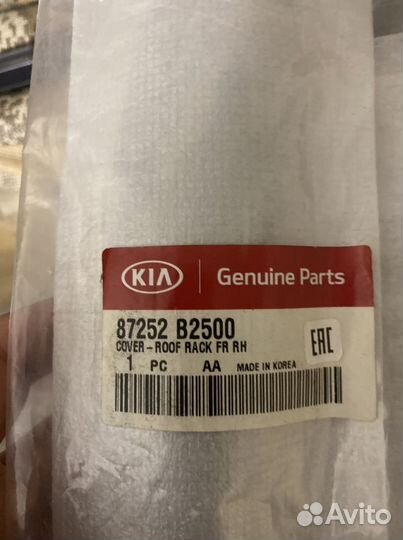 KIA Genuine Parts
87252 B2500
COVER-ROOF RACK FR RH
1 PC AA MADE IN KOREA
EAC
Avito